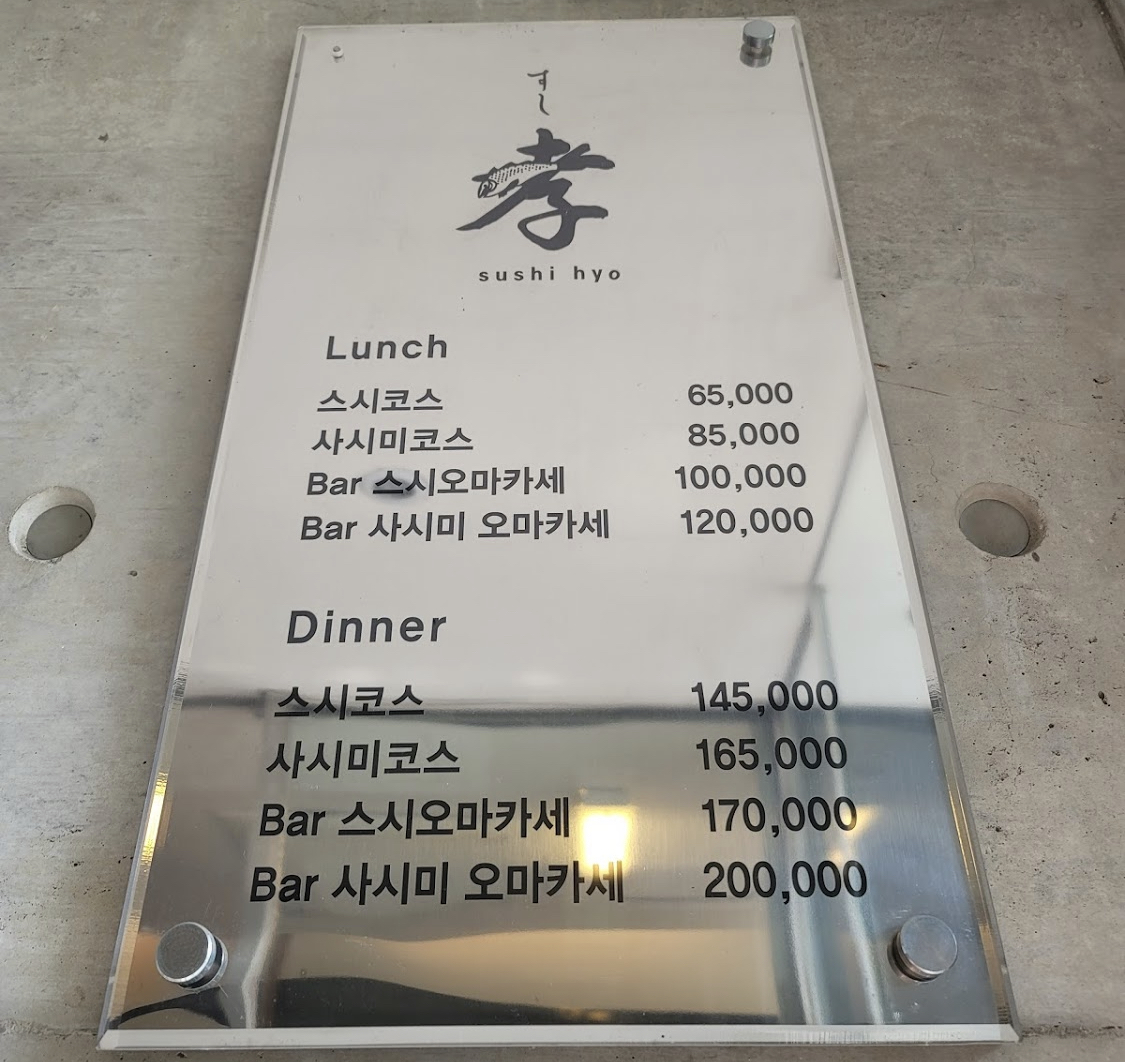 すし
孝
sushi hyo
Lunch
스시코스 65,000
사시미코스 85,000
Bar 스시오마카세 100,000
Bar 사시미 오마카세 120,000
Dinner
스시코스 145,000
사시미코스 165,000
Bar 스시오마카세 170,000
Bar 사시미 오마카세 200,000